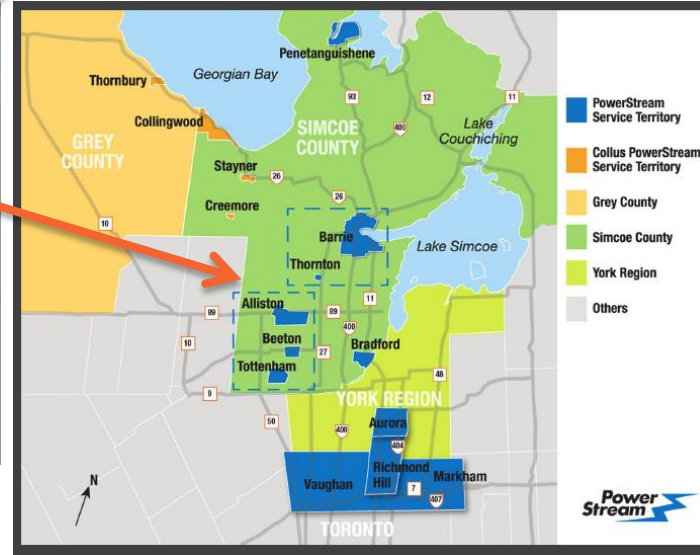 Penetanguishene
Georgian Bay
Thornbury
93
12
11
Collingwood
SIMCOE
COUNTY
400
Lake
Couchiching
GREY
COUNTY
Stayner
26
26
Creemore
10
Barrie
Lake Simcoe
Thornton
Alliston
11
89
89
400
10
Beeton
27
Bradford
Tottenham
48
9
YORK REGION
50
400
Aurora
404
Richmond
Hill
Vaughan
Markham
7
407
N
TORONTO
PowerStream
Service Territory
Collus PowerStream
Service Territory
Grey County
Simcoe County
York Region
Others
Power
Stream